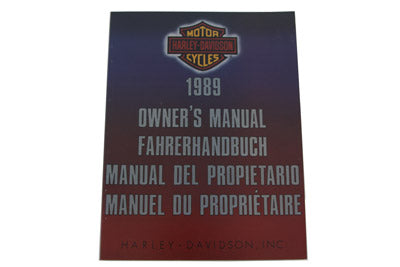 MOTOR
HARLEY-DAVIDSON
CYCLES
1989
OWNER'S MANUAL
FAHRERHANDBUCH
MANUAL DEL PROPIETARIO
MANUEL DU PROPRIÉTAIRE
HARLEY-DAVIDSON, INC.